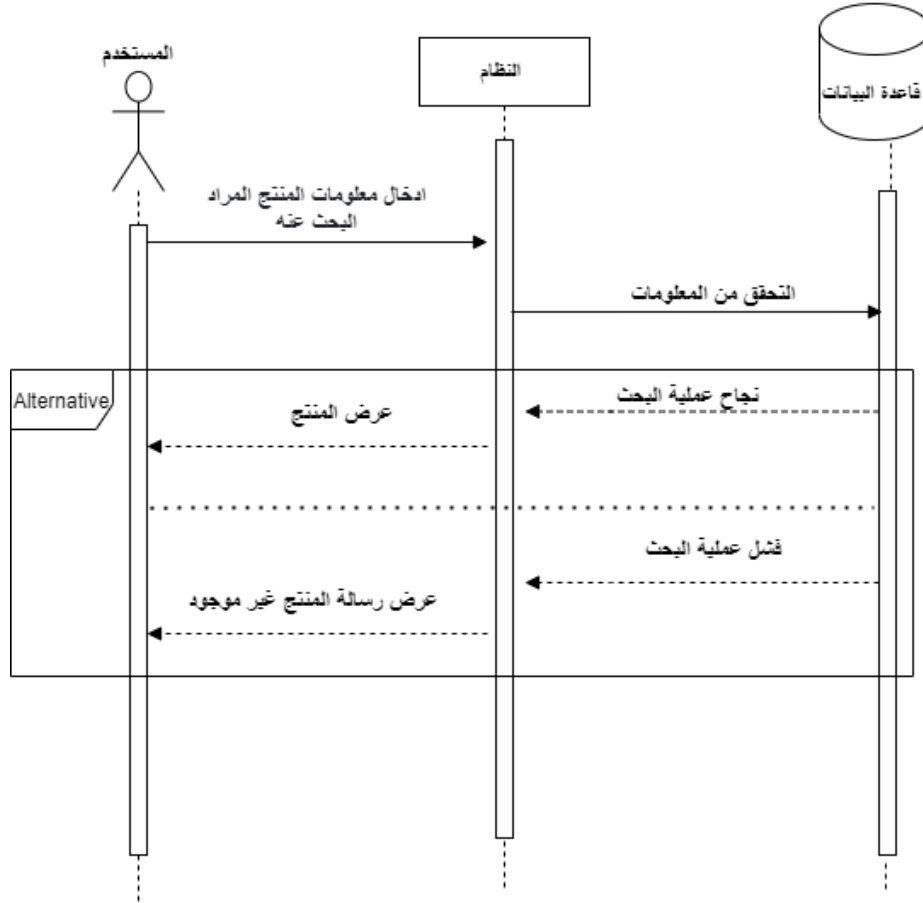 المستخدم
النظام
قاعدة البيانات
ادخال معلومات المنتج المراد
البحث عنه
التحقق من المعلومات
Alternative
نجاح عملية البحث
عرض المنتج
فشل عملية البحث
عرض رسالة المنتج غير موجود